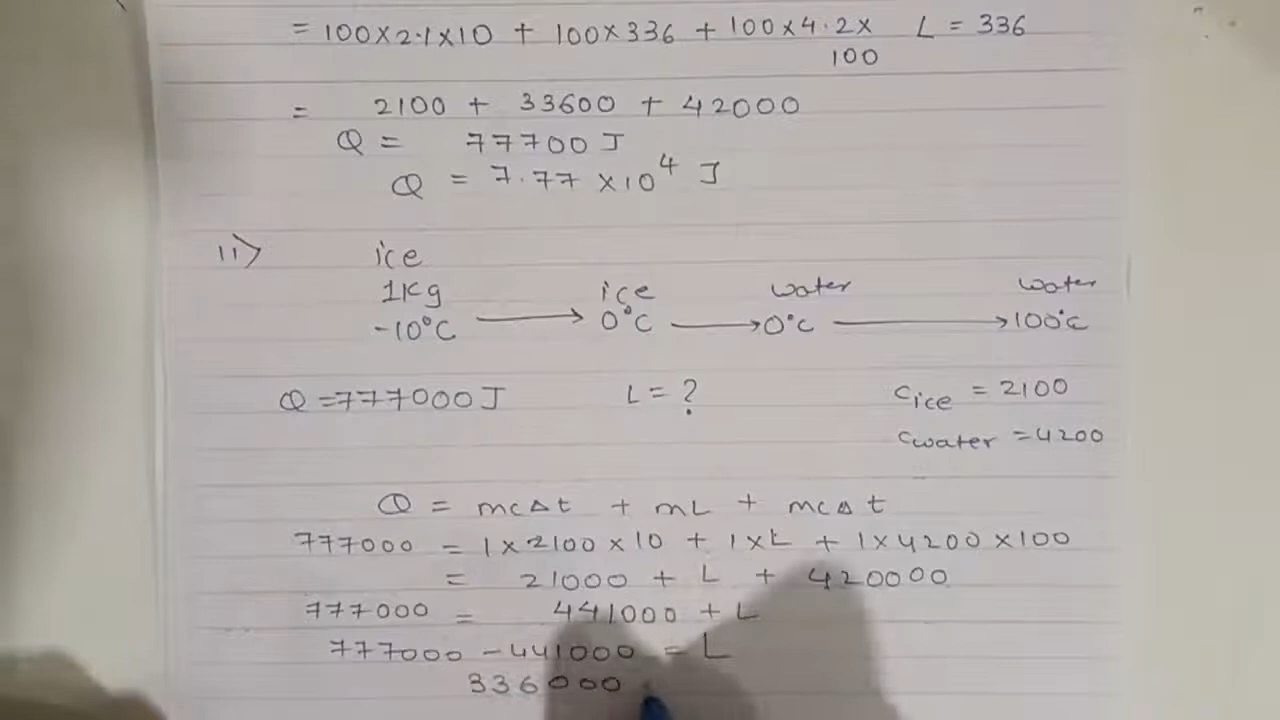 = 100×2.1×10 + 100×336 + 100×4.2× L = 336
100
= 2100 + 33600 + 42000
Q = 77700 J
Q = 7.77 ×10⁴ J
ii>
ice
1Kg ice water water
-10°C → 0°C → 0°C → 100°C
Q = 777000 J L = ? Cice = 2100
Cwater = 4200
Q = mcΔt + mL + mcΔt
777000 = 1×2100×10 + 1×L + 1×4200×100
= 21000 + L + 420000
777000 = 441000 + L
777000 - 441000 = L
336000